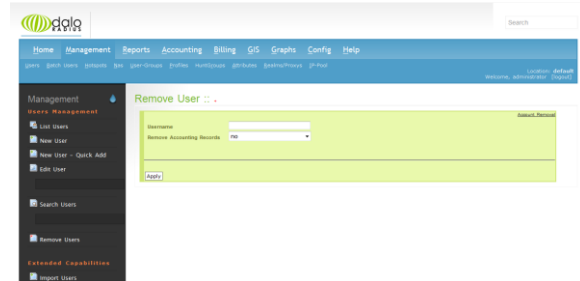 dalo
RADIUS
Search
Home Management Reports Accounting Billing GIS Graphs Config Help
Users Batch Users Hotspots Nas User-Groups Profiles HuntGroups Attributes Realms/Proxys IP-Pool
Location: default
Welcome, administrator [logout]
Management
Users Management
List Users
New User
New User - Quick Add
Edit User
Search Users
Remove Users
Extended Capabilities
Import Users
Remove User :: .
Account Removal
Username
Remove Accounting Records no
Apply